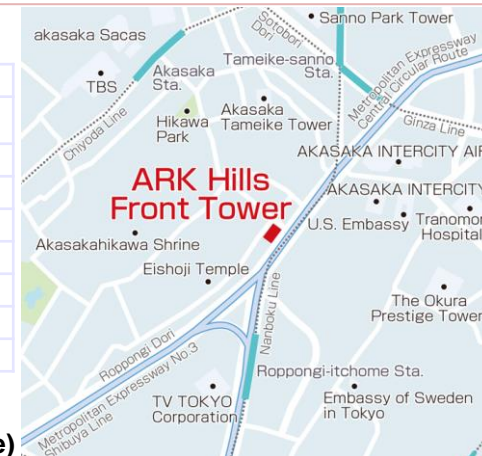 Sanno Park Tower
akasaka Sacas
Sotobori
Dori
TBS
Akasaka
Sta.
Tameike-sanno
Sta.
Metropolitan Expressway
Central Circular Route
Chiyoda Line
Hikawa
Park
Akasaka
Tameike Tower
Ginza Line
AKASAKA INTERCITY AIR
ARK Hills
Front Tower
AKASAKA INTERCITY
U.S. Embassy
Tranomor
Hospital
Akasakahikawa Shrine
Eishoji Temple
Nanboku Line
The Okura
Prestige Tower
Roppongi Dori
Metropolitan Expressway No.3
Shibuya Line
Roppongi-itchome Sta.
TV TOKYO
Corporation
Embassy of Sweden
in Tokyo
e)